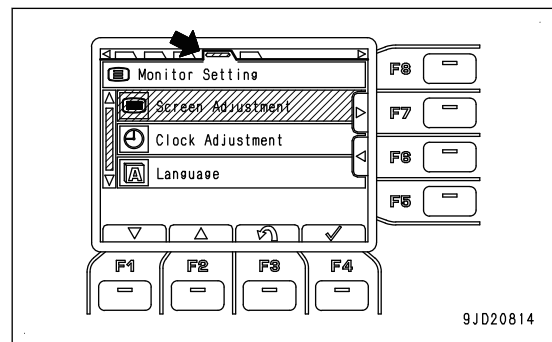 Monitor Setting
F8
Screen Adjustment
F7
Clock Adjustment
F6
Language
F5
F1 F2 F3 F4
9JD20814